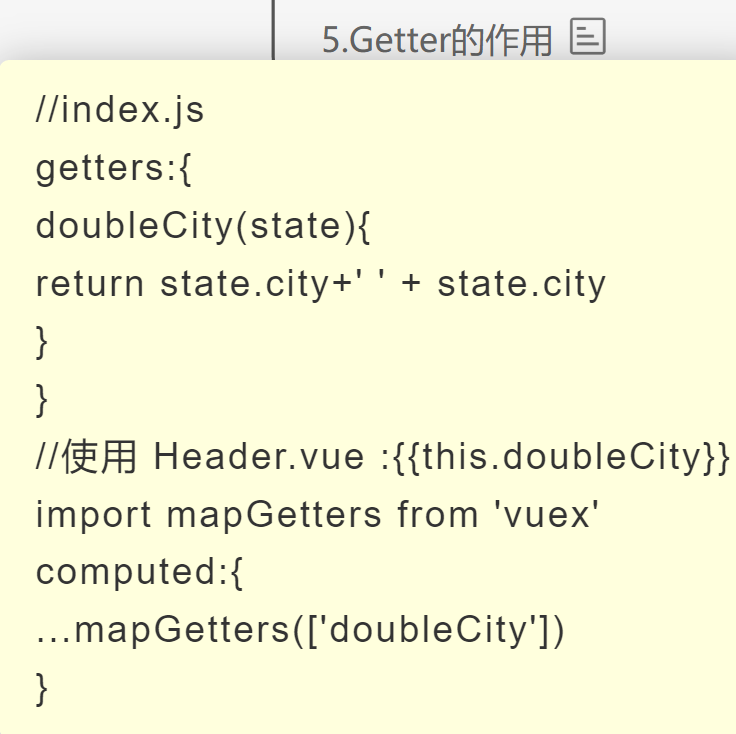 5.Getter的作用
//index.js
getters:{
doubleCity(state){
return state.city+' ' + state.city
}
}
//使用 Header.vue :{{this.doubleCity}}
import mapGetters from 'vuex'
computed:{
...mapGetters(['doubleCity'])
}